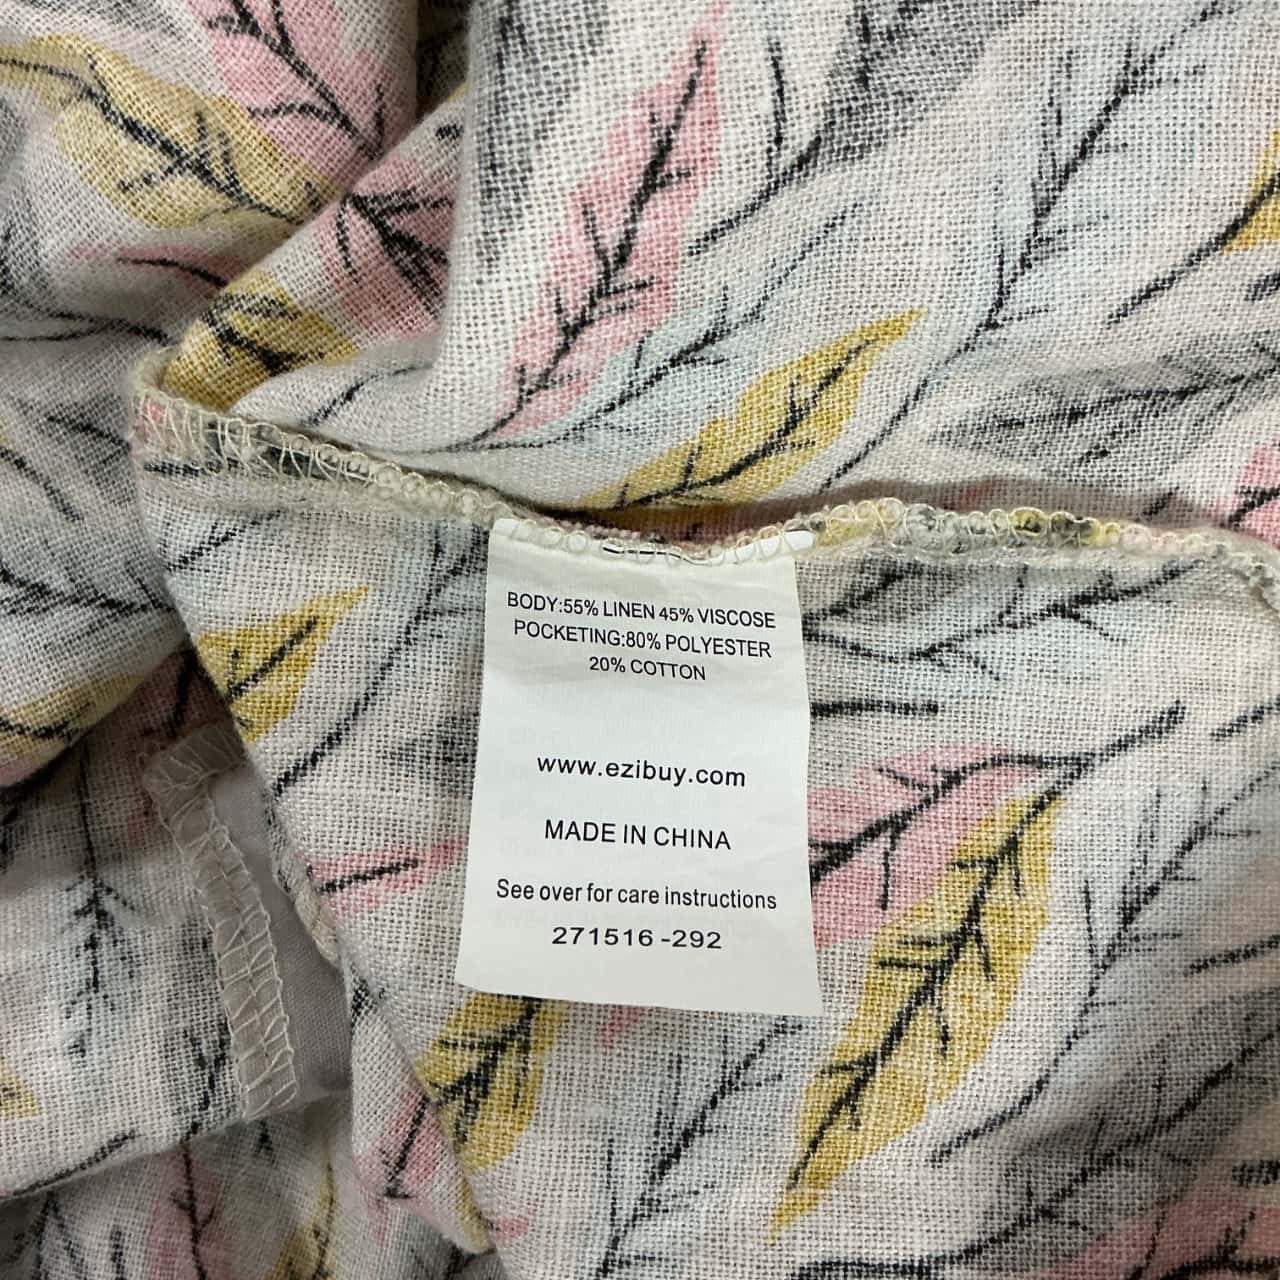 BODY:55% LINEN 45% VISCOSE
POCKETING:80% POLYESTER
20% COTTON
www.ezibuy.com
MADE IN CHINA
See over for care instructions
271516-292